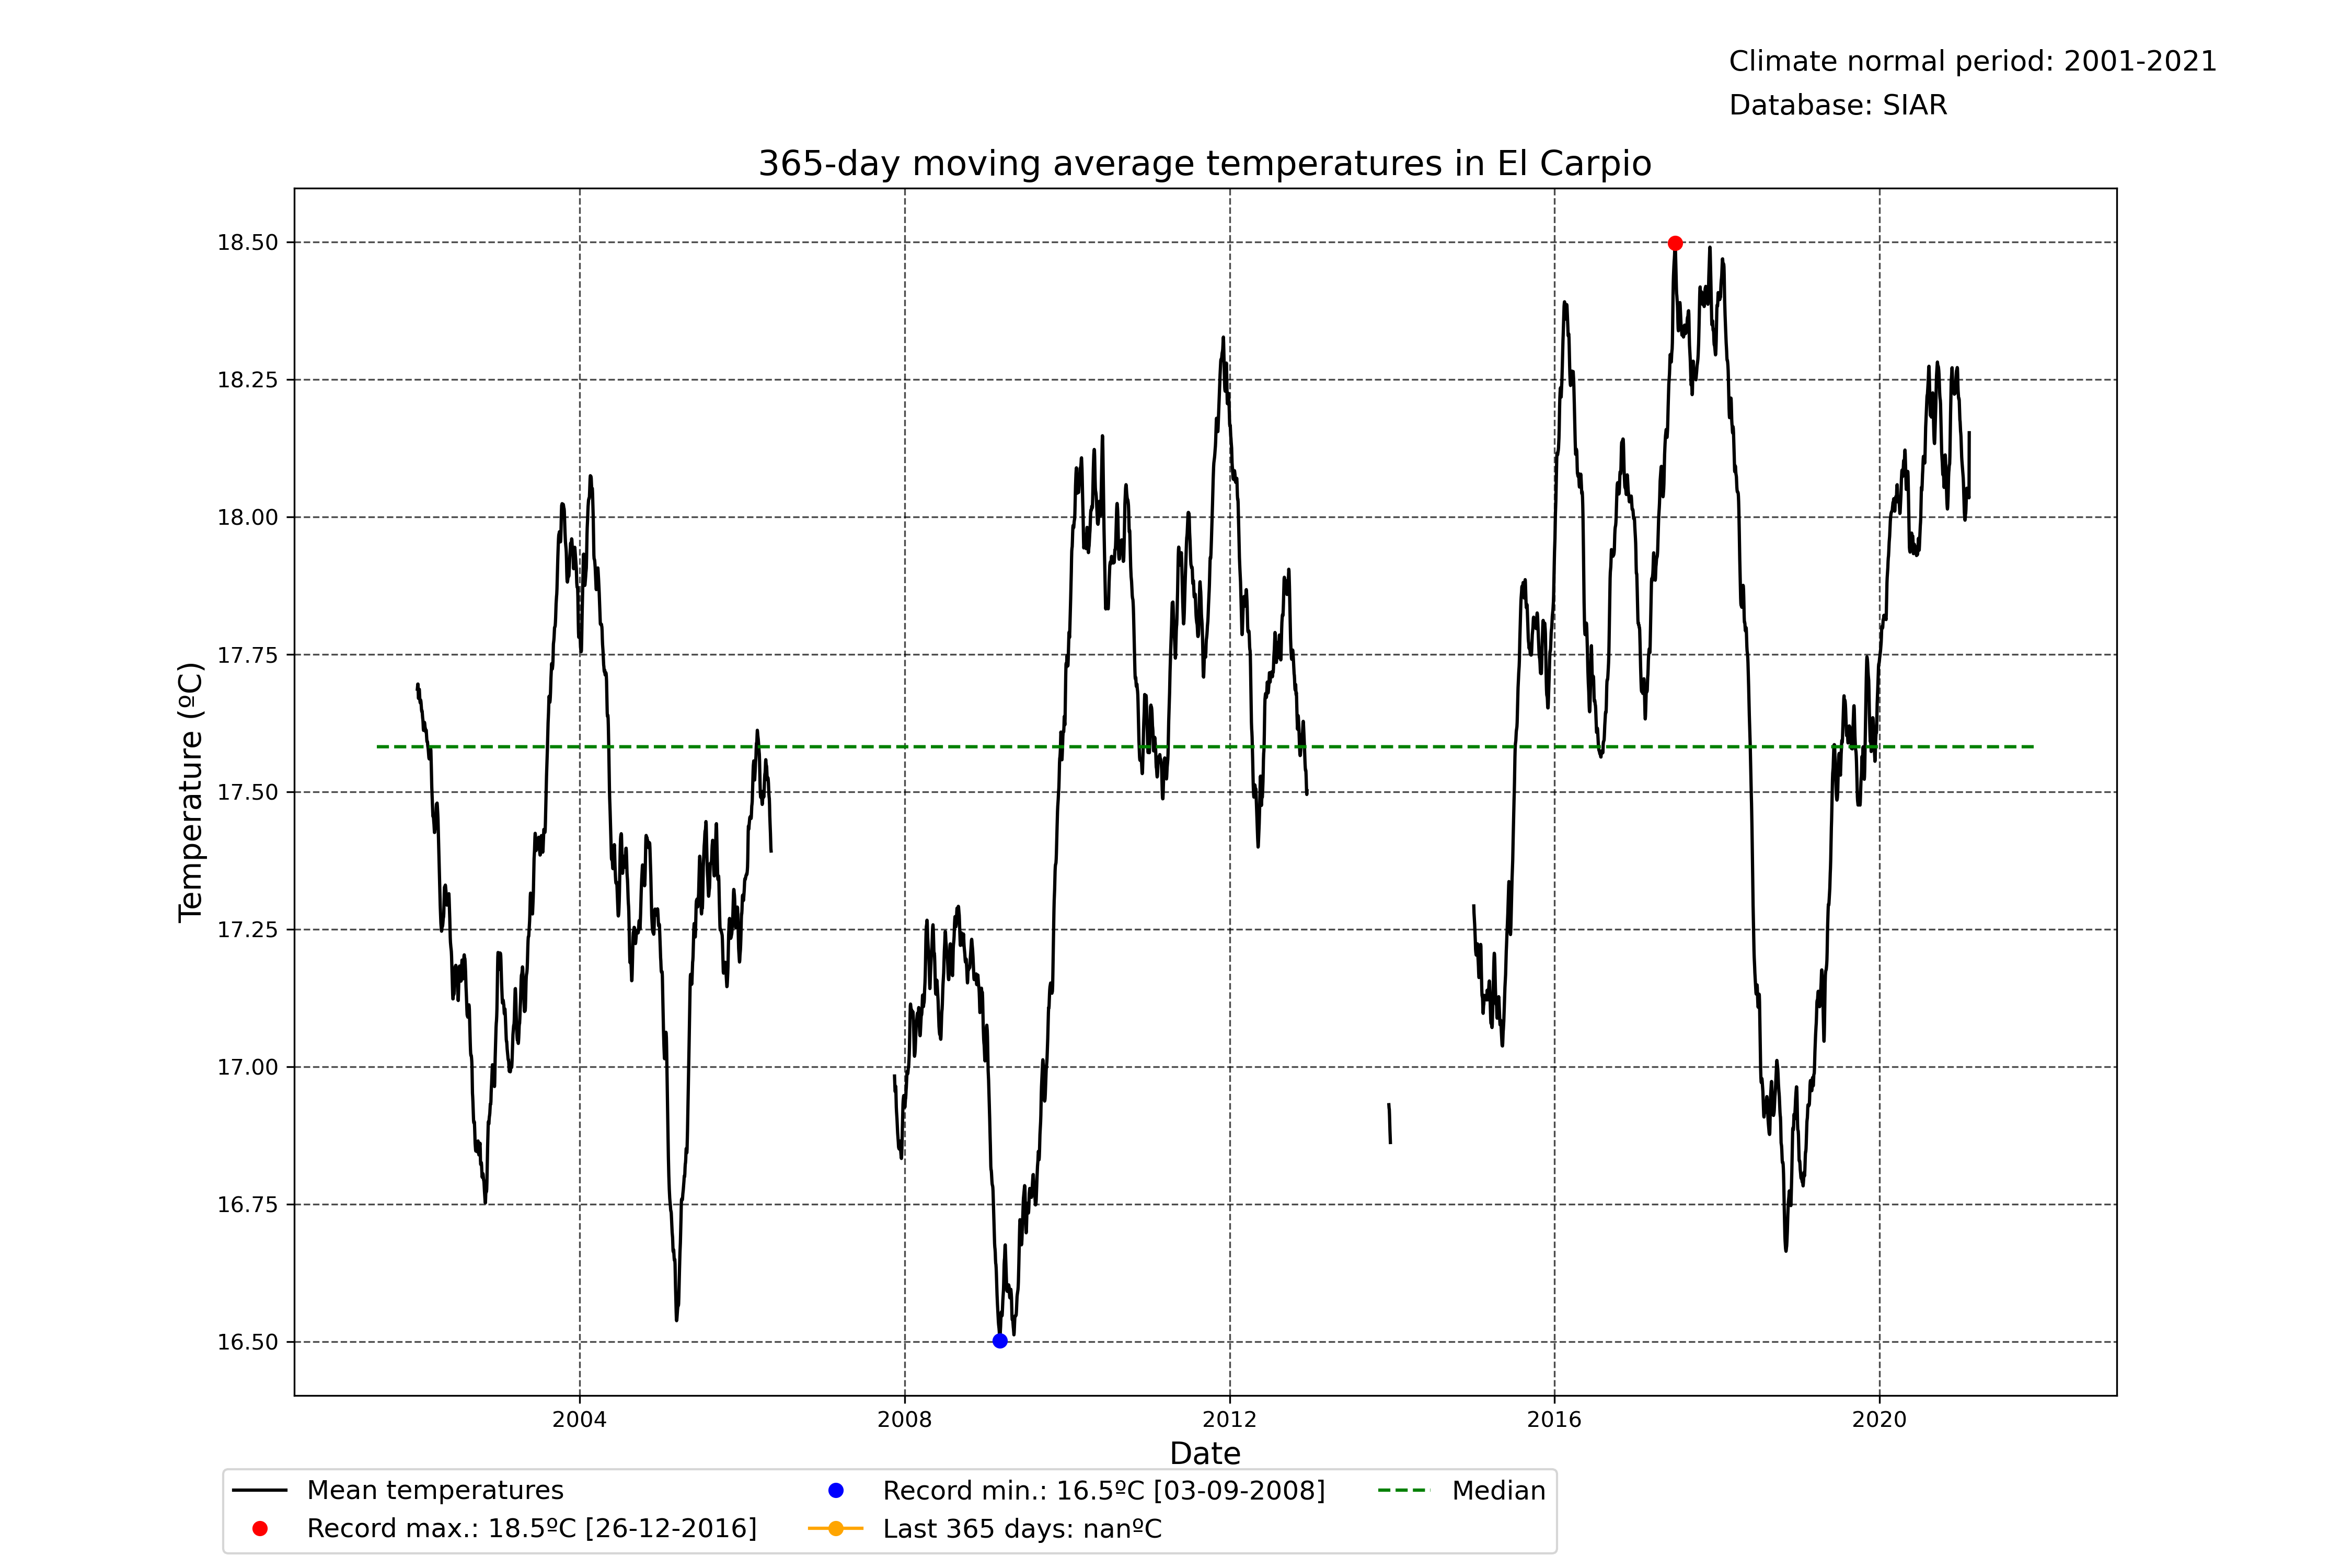 Climate normal period: 2001-2021
Database: SIAR
365-day moving average temperatures in El Carpio
18.50
18.25
18.00
17.75
17.50
17.25
17.00
16.75
16.50
Temperature (ºC)
2004 2008 2012 2016 2020
Date
Mean temperatures
Record max.: 18.5ºC [26-12-2016]
Record min.: 16.5ºC [03-09-2008]
Last 365 days: nanºC
Median